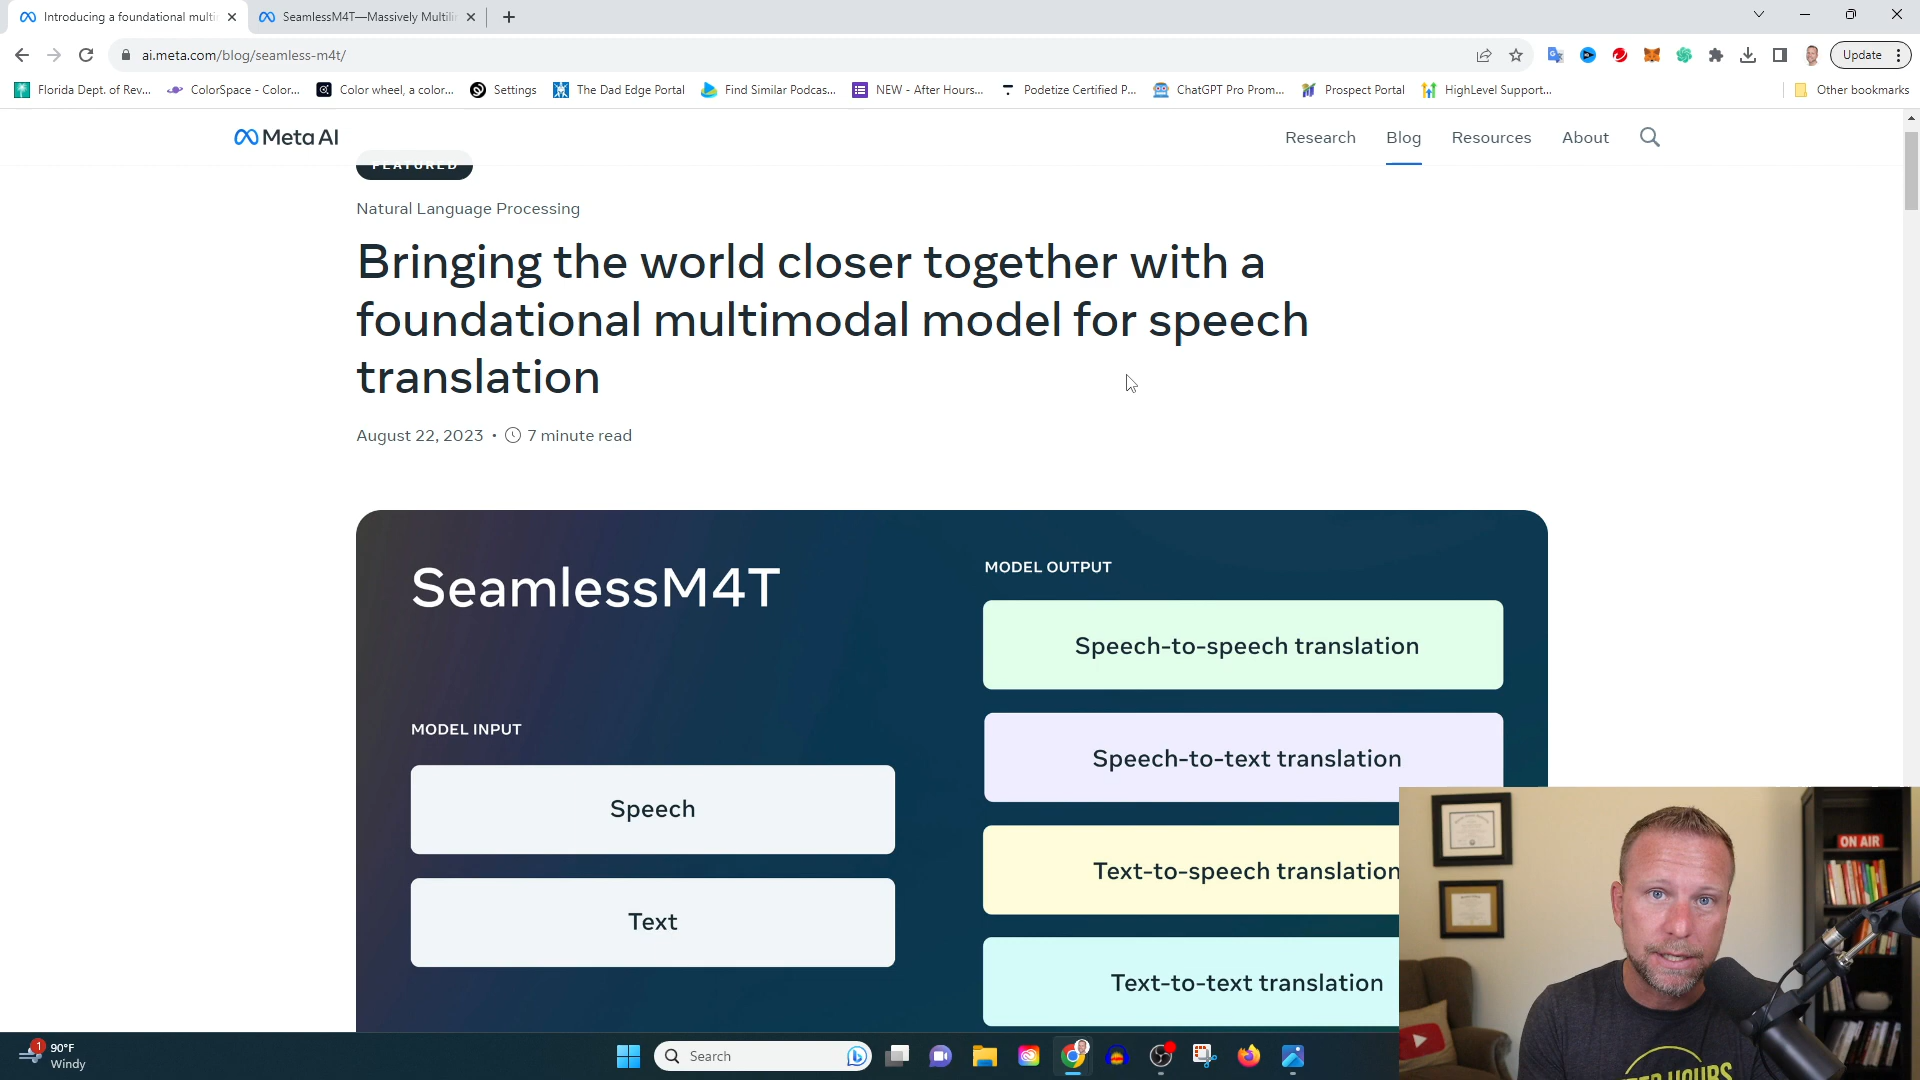 Introducing a foundational multi
SeamlessM4T—Massively Multili
ai.meta.com/blog/seamless-m4t/
Update
Florida Dept. of Rev...
ColorSpace - Color...
Color wheel, a color...
Settings
The Dad Edge Portal
Find Similar Podcas...
NEW - After Hours...
Podetize Certified P...
ChatGPT Pro Prom...
Prospect Portal
HighLevel Support...
Other bookmarks
Meta AI
Research
Blog
Resources
About
FEATURED
Natural Language Processing
Bringing the world closer together with a
foundational multimodal model for speech
translation
August 22, 2023 • 7 minute read
SeamlessM4T
MODEL INPUT
Speech
Text
MODEL OUTPUT
Speech-to-speech translation
Speech-to-text translation
Text-to-speech translation
Text-to-text translation
ON AIR
HOURS
1
90°F
Windy
Search